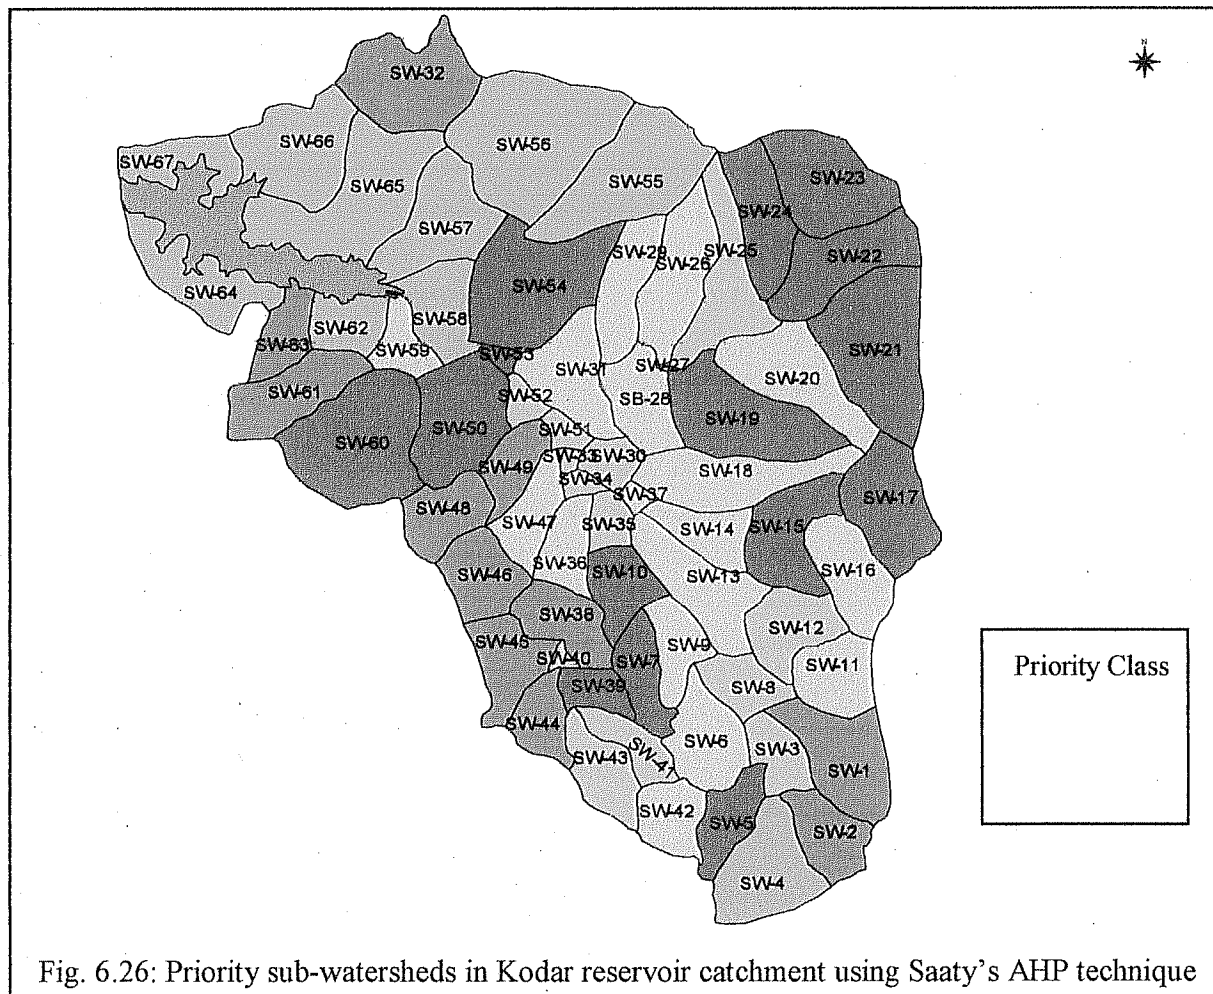 N
SW-32
SW-66
SW-56
SW-67
SW-65
SW-55
SW-23
SW-24
SW-57
SW-29
SW-25
SW-26
SW-22
SW-54
SW-64
SW-58
SW-62
SW-63
SW-59
SW-53
SW-31
SW-27
SW-21
SW-20
SW-61
SW-52
SB-28
SW-19
SW-60
SW-50
SW-51
SW-33
SW-30
SW-49
SW-18
SW-34
SW-37
SW-17
SW-48
SW-47
SW-35
SW-14
SW-15
SW-36
SW-46
SW-10
SW-13
SW-16
SW-38
SW-12
SW-45
SW-9
SW-40
SW-7
SW-11
Priority Class
SW-39
SW-8
SW-44
SW-6
SW-3
SW-43
SW-41
SW-1
SW-42
SW-5
SW-2
SW-4
Fig. 6.26: Priority sub-watersheds in Kodar reservoir catchment using Saaty's AHP technique